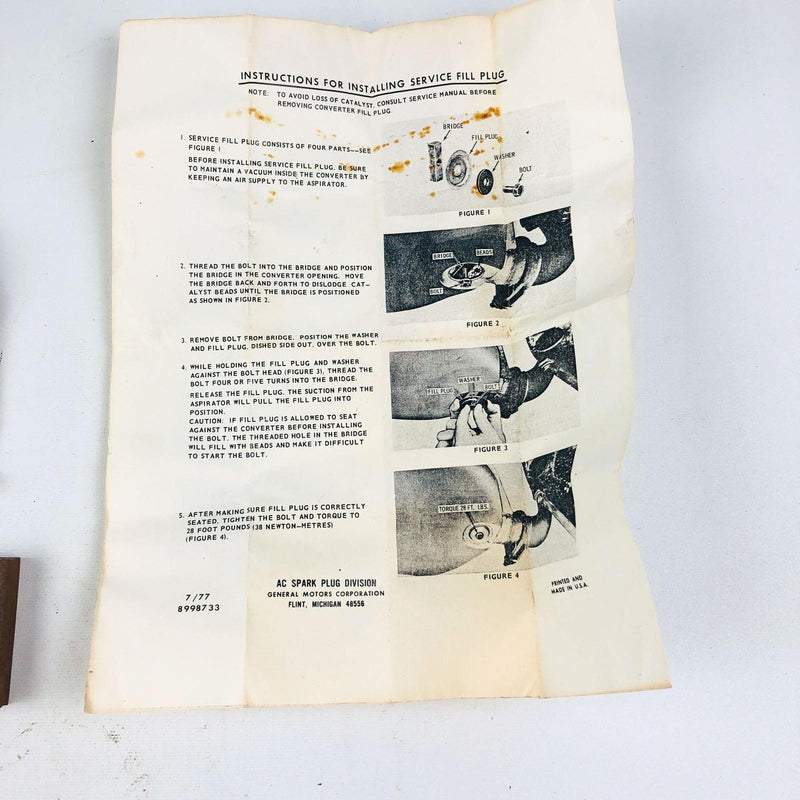 INSTRUCTIONS FOR INSTALLING SERVICE FILL PLUG
NOTE: TO AVOID LOSS OF CATALYST, CONSULT SERVICE MANUAL BEFORE
REMOVING CONVERTER FILL PLUG.
1. SERVICE FILL PLUG CONSISTS OF FOUR PARTS––SEE
FIGURE 1
BEFORE INSTALLING SERVICE FILL PLUG, BE SURE
TO MAINTAIN A VACUUM INSIDE THE CONVERTER BY
KEEPING AN AIR SUPPLY TO THE ASPIRATOR.
BRIDGE
FILL PLUG
WASHER
BOLT
FIGURE 1
2. THREAD THE BOLT INTO THE BRIDGE AND POSITION
THE BRIDGE IN THE CONVERTER OPENING. MOVE
THE BRIDGE BACK AND FORTH TO DISLODGE CAT–
ALYST BEADS UNTIL THE BRIDGE IS POSITIONED
AS SHOWN IN FIGURE 2.
BRIDGE
BEADS
BOLT
FIGURE 2
3. REMOVE BOLT FROM BRIDGE. POSITION THE WASHER
AND FILL PLUG, DISHED SIDE OUT, OVER THE BOLT.
4. WHILE HOLDING THE FILL PLUG AND WASHER
AGAINST THE BOLT HEAD (FIGURE 3), THREAD THE
BOLT FOUR OR FIVE TURNS INTO THE BRIDGE.
RELEASE THE FILL PLUG. THE SUCTION FROM THE
ASPIRATOR WILL PULL THE FILL PLUG INTO
POSITION.
CAUTION: IF FILL PLUG IS ALLOWED TO SEAT
AGAINST THE CONVERTER BEFORE INSTALLING
THE BOLT, THE THREADED HOLE IN THE BRIDGE
WILL FILL WITH BEADS AND MAKE IT DIFFICULT
TO START THE BOLT.
WASHER
FILL PLUG
BOLT
FIGURE 3
5. AFTER MAKING SURE FILL PLUG IS CORRECTLY
SEATED, TIGHTEN THE BOLT AND TORQUE TO
28 FOOT POUNDS (38 NEWTON–METRES)
(FIGURE 4).
TORQUE 28 FT. LBS.
FIGURE 4
7/77
8998733
AC SPARK PLUG DIVISION
GENERAL MOTORS CORPORATION
FLINT, MICHIGAN 48556
PRINTED AND
MADE IN U.S.A.